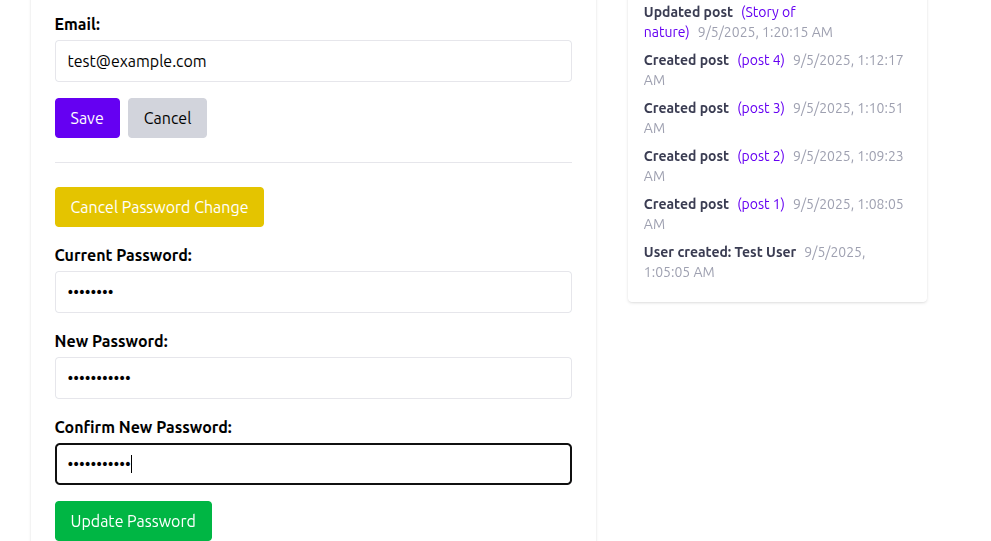 Email:
test@example.com
Save
Cancel
Cancel Password Change
Current Password:
••••••••
New Password:
•••••••••••
Confirm New Password:
•••••••••••
Update Password
Updated post (Story of
nature) 9/5/2025, 1:20:15 AM
Created post (post 4) 9/5/2025, 1:12:17
AM
Created post (post 3) 9/5/2025, 1:10:51
AM
Created post (post 2) 9/5/2025, 1:09:23
AM
Created post (post 1) 9/5/2025, 1:08:05
AM
User created: Test User 9/5/2025,
1:05:05 AM